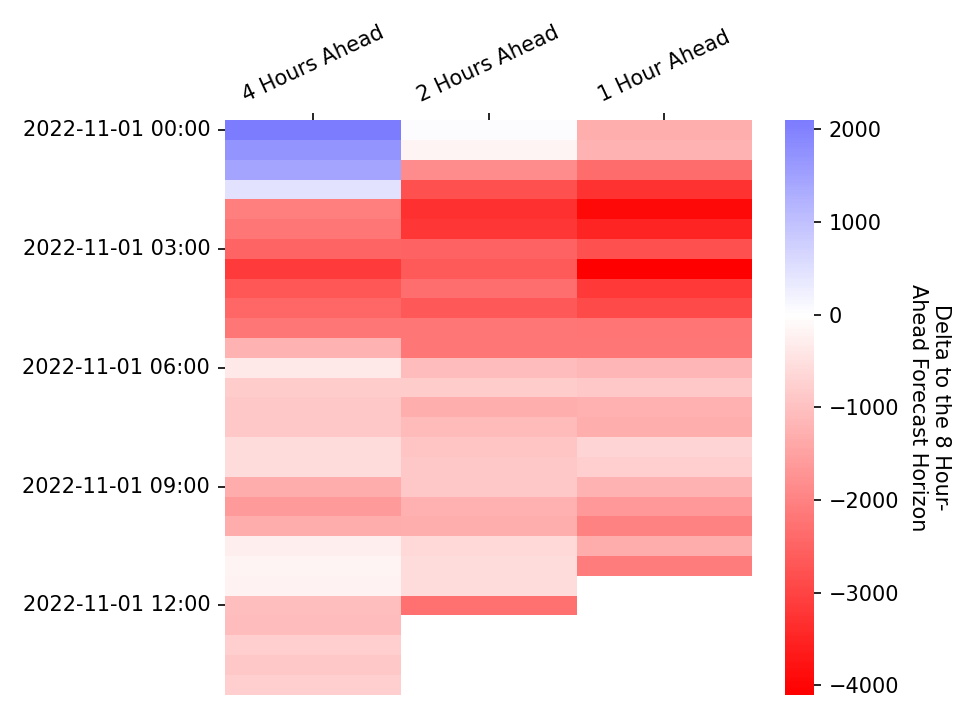 4 Hours Ahead
2 Hours Ahead
1 Hour Ahead
2022-11-01 00:00
2022-11-01 03:00
2022-11-01 06:00
2022-11-01 09:00
2022-11-01 12:00
2000
1000
0
−1000
−2000
−3000
−4000
Delta to the 8 Hour-
Ahead Forecast Horizon